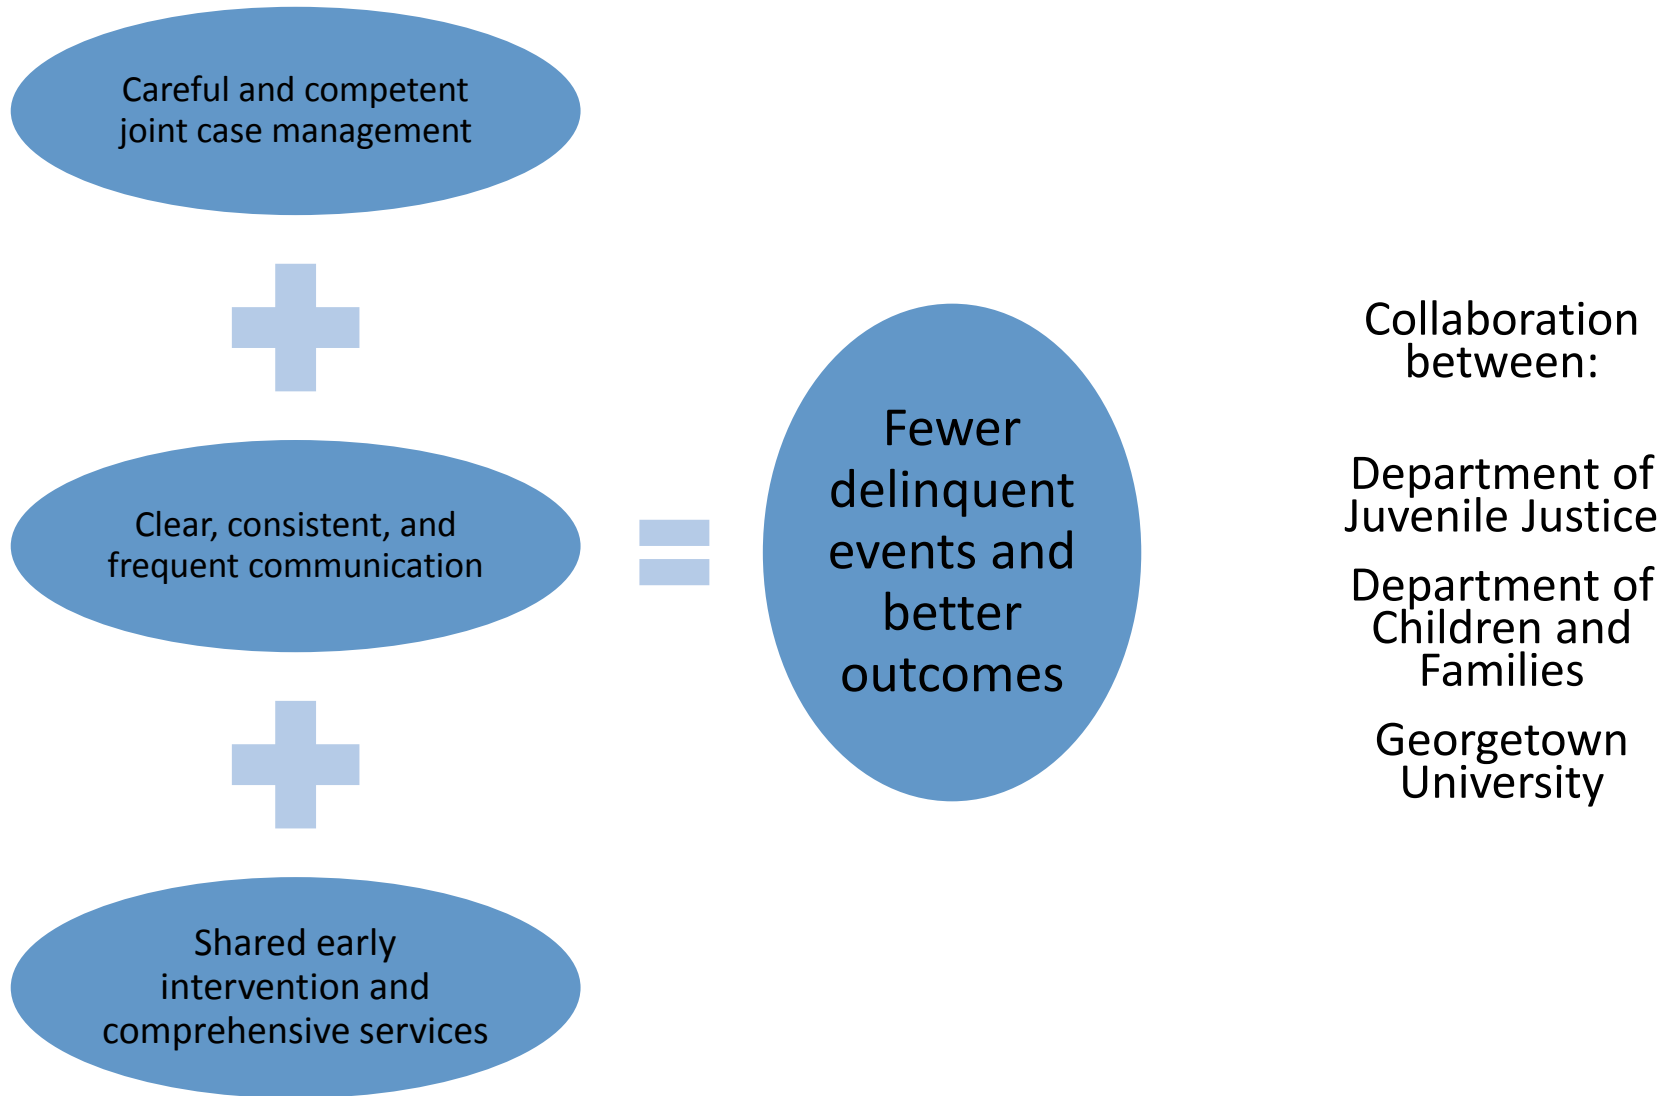 Careful and competent
joint case management
Clear, consistent, and
frequent communication
Shared early
intervention and
comprehensive services
Fewer
delinquent
events and
better
outcomes
Collaboration
between:
Department of
Juvenile Justice
Department of
Children and
Families
Georgetown
University